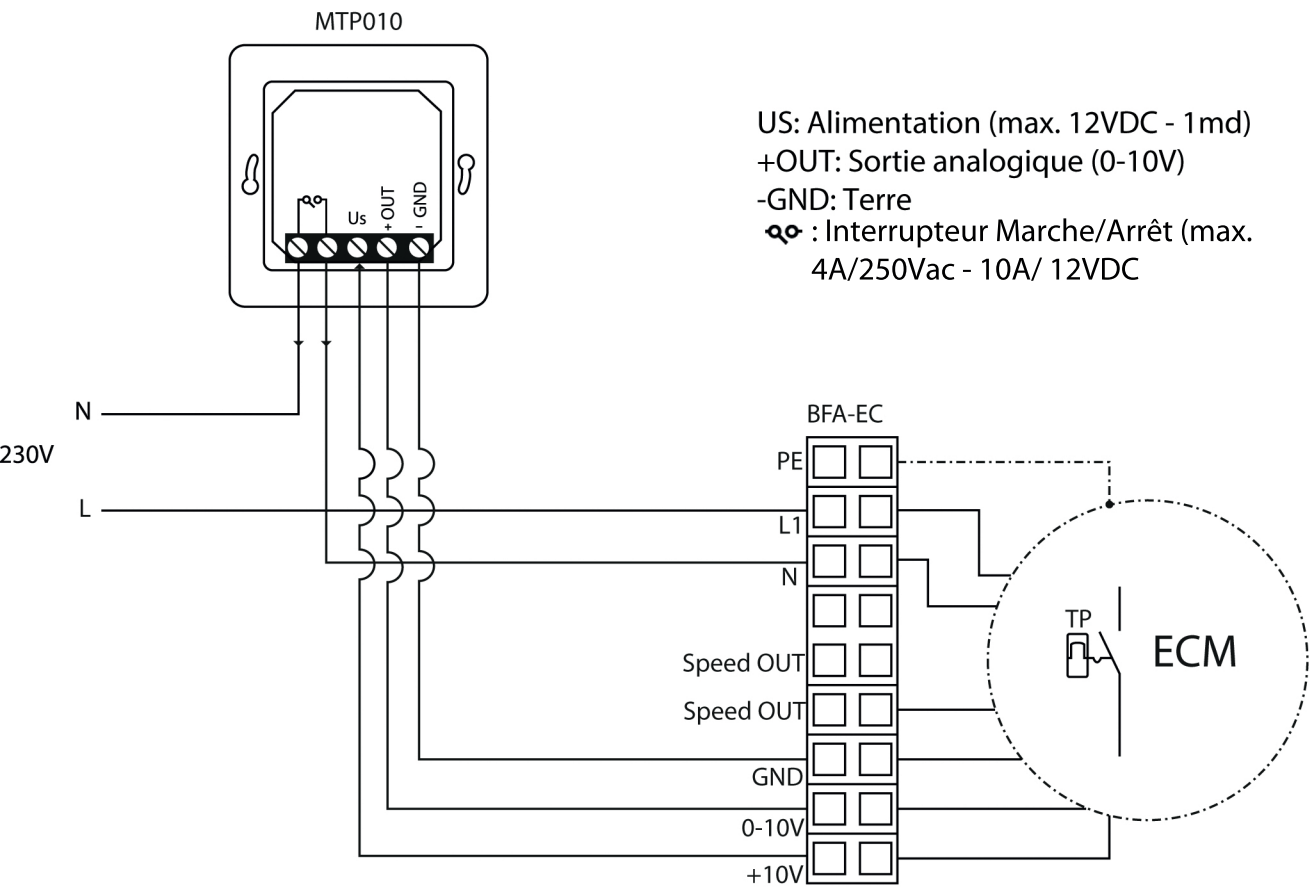 MTP010
US: Alimentation (max. 12VDC - 1md)
+OUT: Sortie analogique (0-10V)
-GND: Terre
: Interrupteur Marche/Arrêt (max.
4A/250Vac - 10A/ 12VDC
Us
+ OUT
- GND
N
230V
L
BFA-EC
PE
L1
N
Speed OUT
Speed OUT
GND
0-10V
+10V
TP
ECM